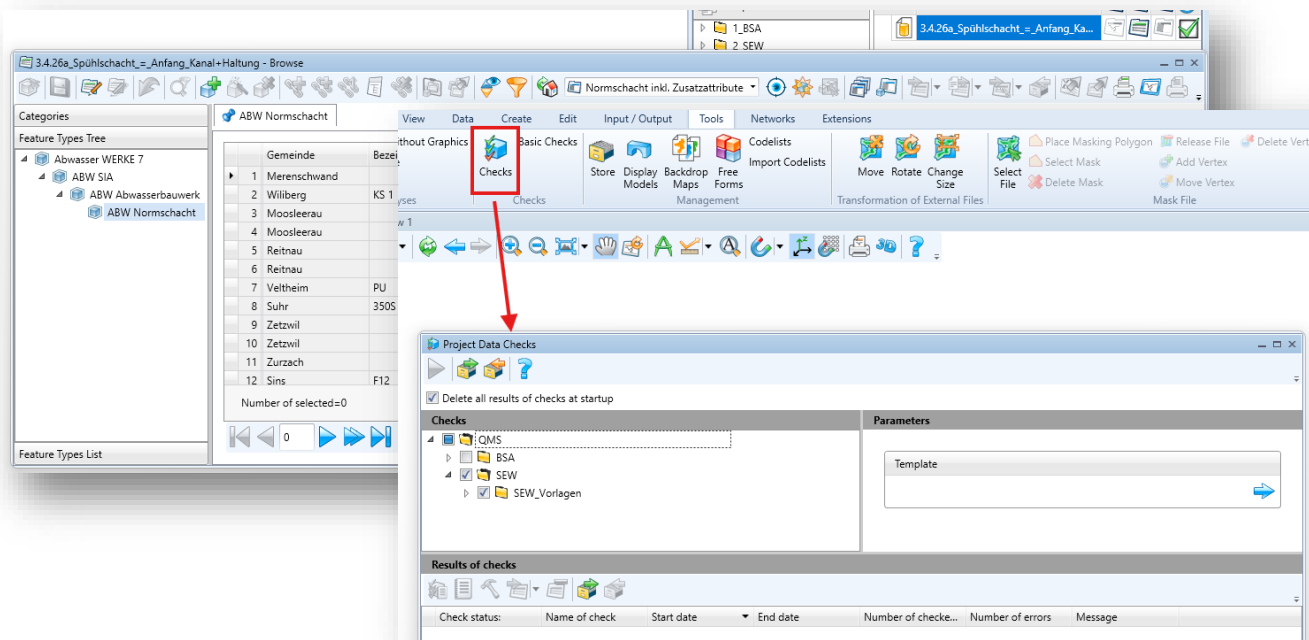 1_BSA
2_SEW
3.4.26a_Spühlschacht_=_Anfang_Ka...
3.4.26a_Spühlschacht_=_Anfang_Kanal+Haltung - Browse
Normschacht inkl. Zusatzattribute
Categories
Feature Types Tree
Abwasser WERKE 7
ABW SIA
ABW Abwasserbauwerk
ABW Normschacht
Feature Types List
ABW Normschacht
Gemeinde Bezei
1 Merenschwand
2 Wiliberg KS 1
3 Moosleerau
4 Moosleerau
5 Reitnau
6 Reitnau
7 Veltheim PU
8 Suhr 350S
9 Zetzwil
10 Zetzwil
11 Zurzach
12 Sins F12
Number of selected=0
0
View Data Create Edit Input / Output Tools Networks Extensions
ithout Graphics
yses
Checks
Basic Checks
Checks
Store
Display Models
Backdrop Maps
Free Forms
Codelists
Import Codelists
Management
Move
Rotate
Change Size
Transformation of External Files
Select File
Place Masking Polygon
Select Mask
Delete Mask
Release File
Add Vertex
Move Vertex
Delete Vert
Mask File
w 1
3D
Project Data Checks
Delete all results of checks at startup
Checks
QMS
BSA
SEW
SEW_Vorlagen
Parameters
Template
Results of checks
Check status: Name of check Start date End date Number of checke... Number of errors Message